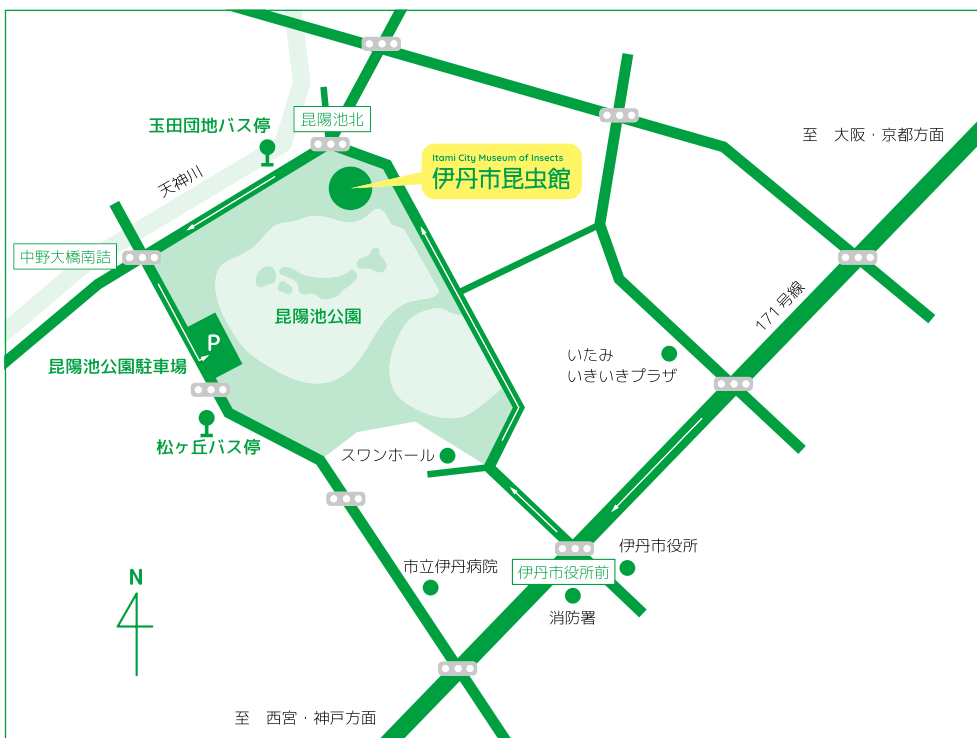 昆陽池北
玉田団地バス停
至　大阪・京都方面
Itami City Museum of Insects
伊丹市昆虫館
天神川
中野大橋南詰
171号線
昆陽池公園
P
昆陽池公園駐車場
いたみ
いきいきプラザ
松ヶ丘バス停
スワンホール
伊丹市役所
市立伊丹病院
伊丹市役所前
N
消防署
至　西宮・神戸方面